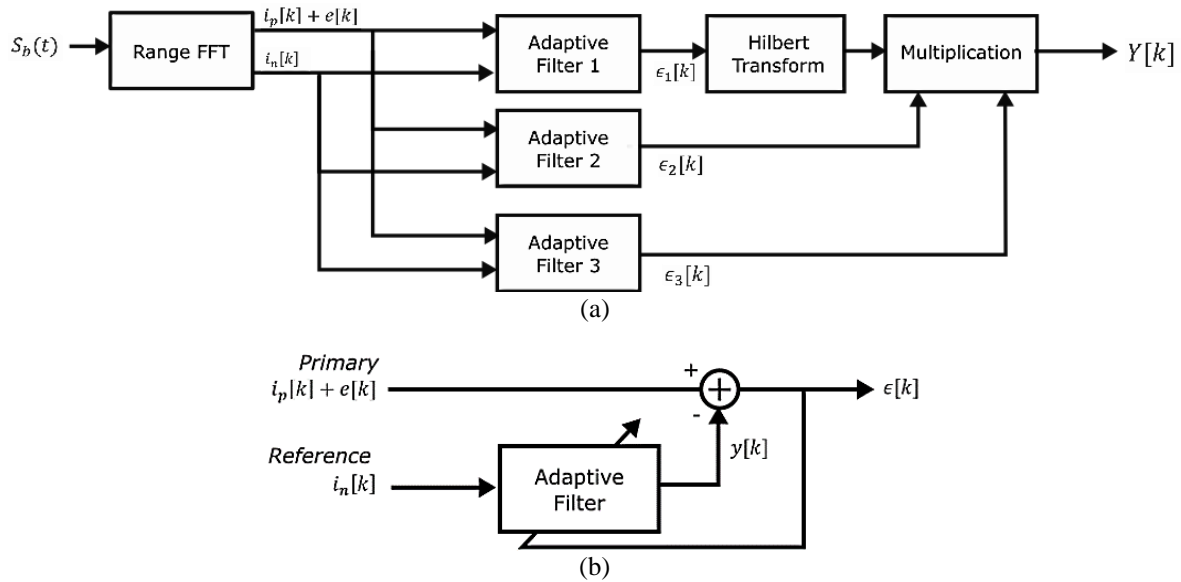 S_b(t)
Range FFT
i_p[k] + e[k]
i_n[k]
Adaptive
Filter 1
ϵ_1[k]
Hilbert
Transform
Multiplication
Y[k]
Adaptive
Filter 2
ϵ_2[k]
Adaptive
Filter 3
ϵ_3[k]
(a)
Primary
i_p[k] + e[k]
+
+
-
ϵ[k]
y[k]
Reference
i_n[k]
Adaptive
Filter
(b)